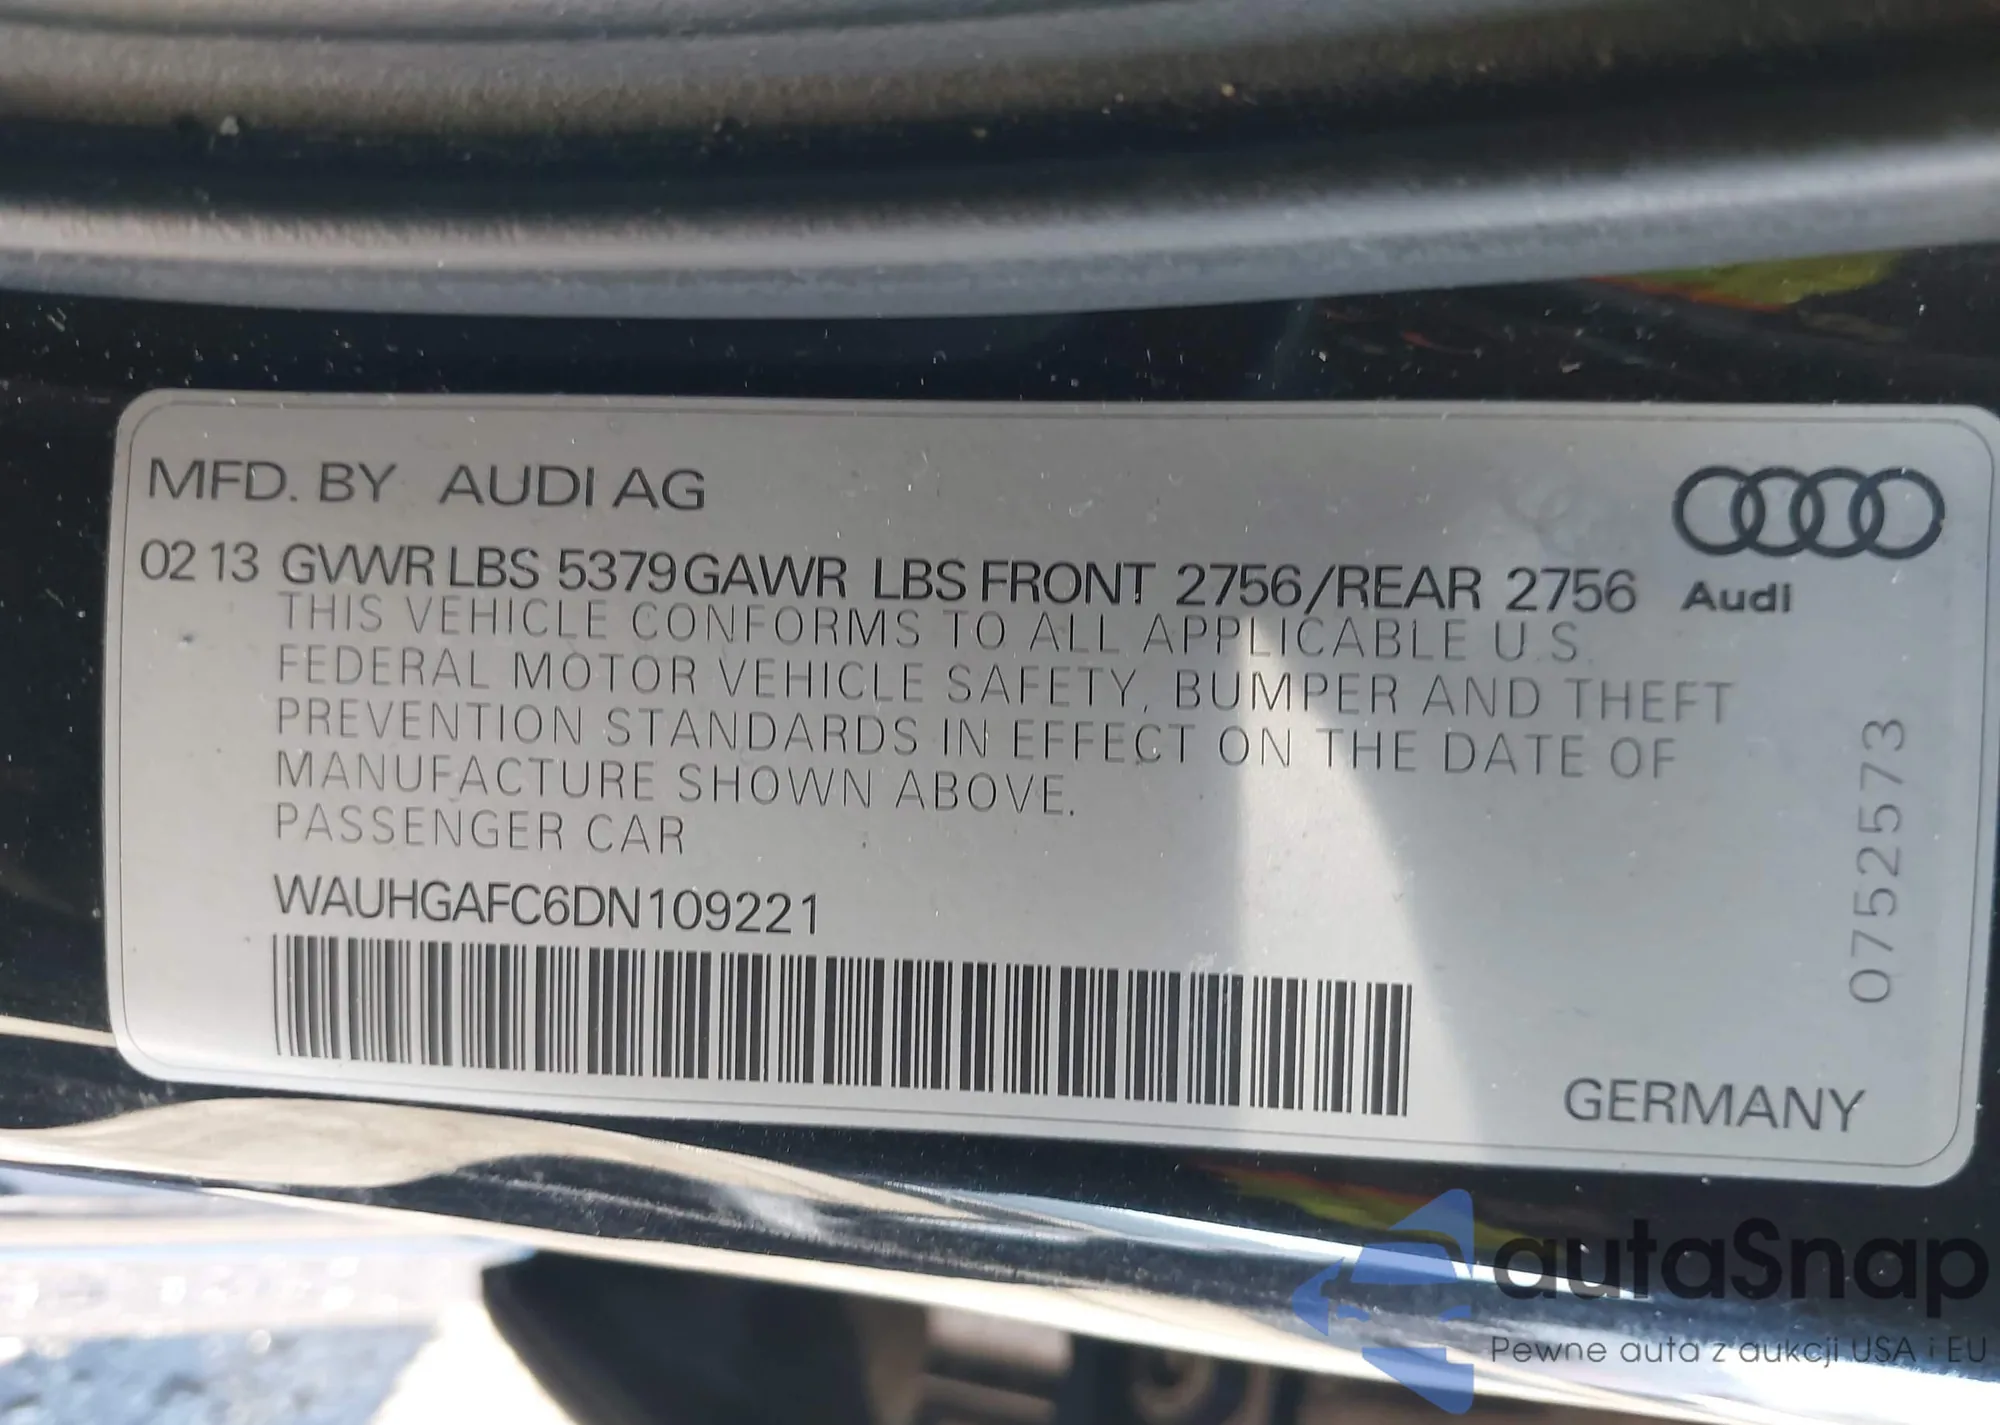 MFD. BY AUDI AG
02 13 GVWR LBS 5379 GAWR LBS FRONT 2756/REAR 2756
Audi
THIS VEHICLE CONFORMS TO ALL APPLICABLE U.S.
FEDERAL MOTOR VEHICLE SAFETY, BUMPER AND THEFT
PREVENTION STANDARDS IN EFFECT ON THE DATE OF
MANUFACTURE SHOWN ABOVE.
PASSENGER CAR
WAUHGAFC6DN109221
0752573
GERMANY
autaSnap
Pewne auta z aukcji USA i EU